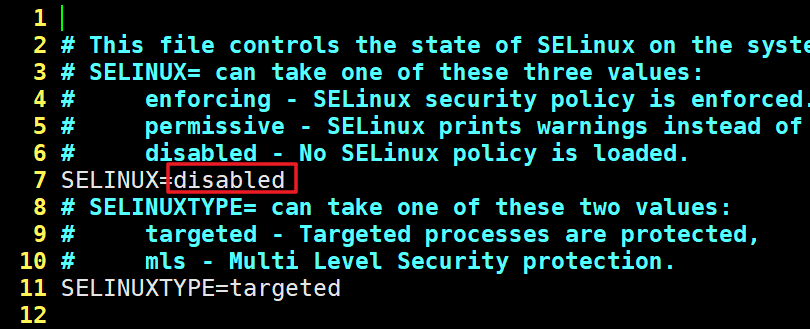 1
2 # This file controls the state of SELinux on the syste
3 # SELINUX= can take one of these three values:
4 #     enforcing - SELinux security policy is enforced.
5 #     permissive - SELinux prints warnings instead of
6 #     disabled - No SELinux policy is loaded.
7 SELINUX=disabled
8 # SELINUXTYPE= can take one of these two values:
9 #     targeted - Targeted processes are protected,
10 #     mls - Multi Level Security protection.
11 SELINUXTYPE=targeted
12